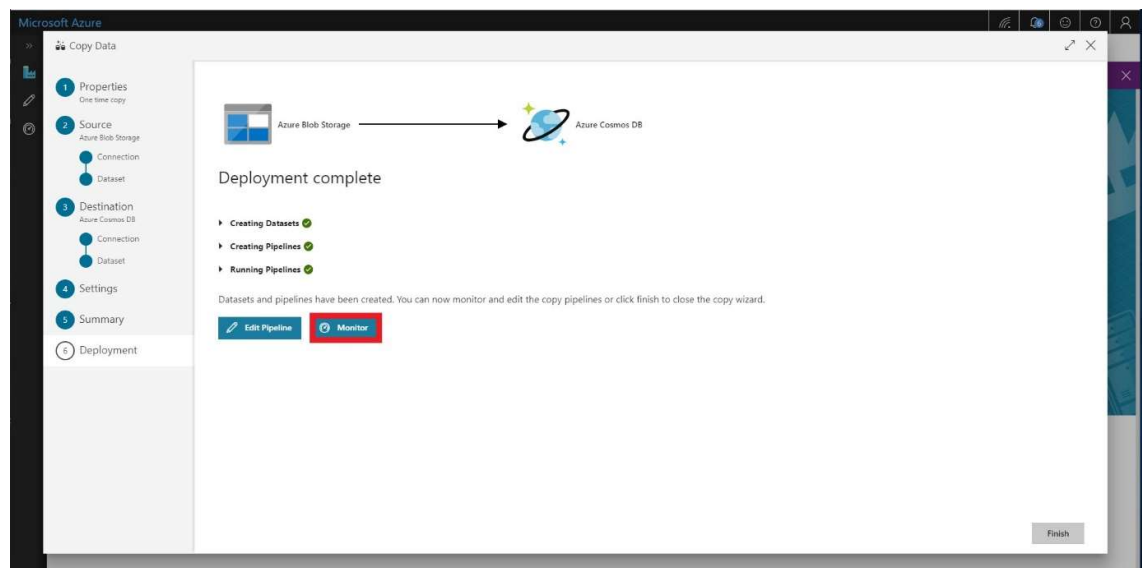 Microsoft Azure
6
Copy Data
1 Properties
One time copy
2 Source
Azure Blob Storage
Connection
Dataset
3 Destination
Azure Cosmos DB
Connection
Dataset
4 Settings
5 Summary
6 Deployment
Azure Blob Storage
Azure Cosmos DB
Deployment complete
Creating Datasets
Creating Pipelines
Running Pipelines
Datasets and pipelines have been created. You can now monitor and edit the copy pipelines or click finish to close the copy wizard.
Edit Pipeline
Monitor
Finish